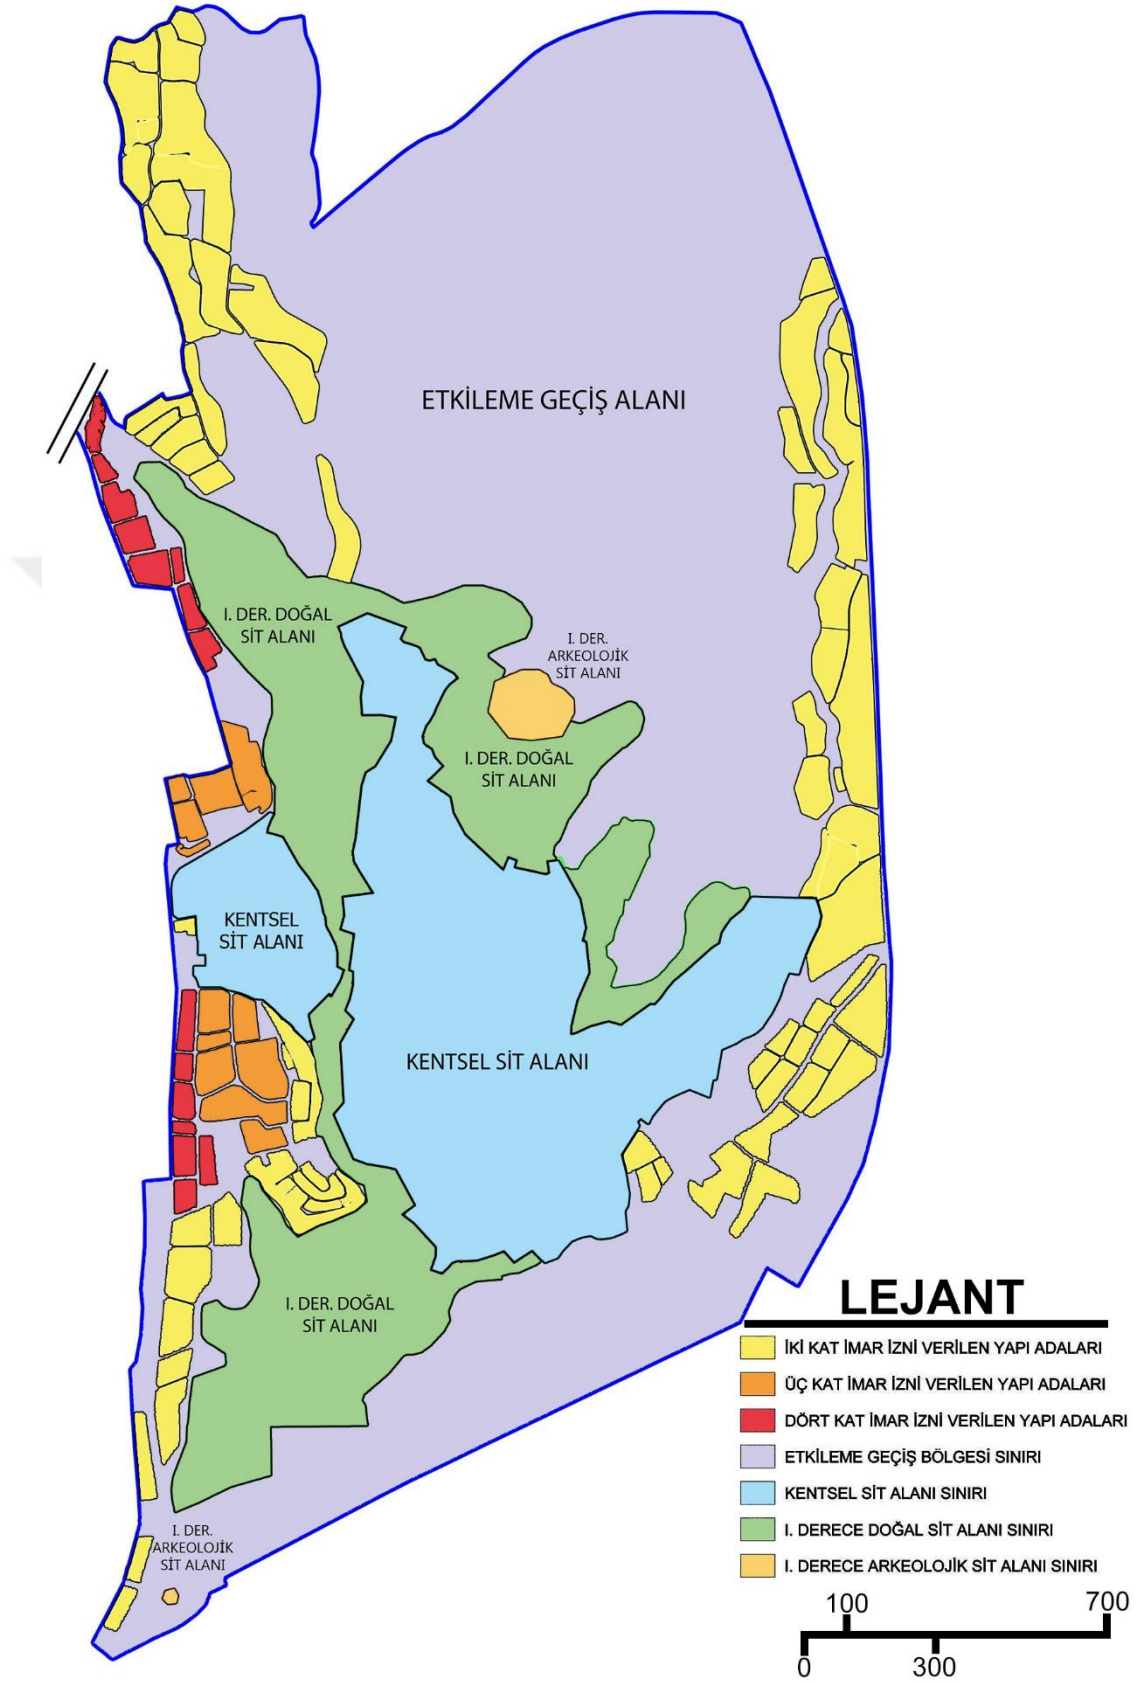 ETKİLEME GEÇİŞ ALANI
I. DER. DOĞAL
SİT ALANI
I. DER.
ARKEOLOJİK
SİT ALANI
I. DER. DOĞAL
SİT ALANI
KENTSEL
SİT ALANI
KENTSEL SİT ALANI
I. DER. DOĞAL
SİT ALANI
I. DER.
ARKEOLOJİK
SİT ALANI
LEJANT
İKİ KAT İMAR İZNİ VERİLEN YAPI ADALARI
ÜÇ KAT İMAR İZNİ VERİLEN YAPI ADALARI
DÖRT KAT İMAR İZNİ VERİLEN YAPI ADALARI
ETKİLEME GEÇİŞ BÖLGESİ SINIRI
KENTSEL SİT ALANI SINIRI
I. DERECE DOĞAL SİT ALANI SINIRI
I. DERECE ARKEOLOJİK SİT ALANI SINIRI
100 700
0 300